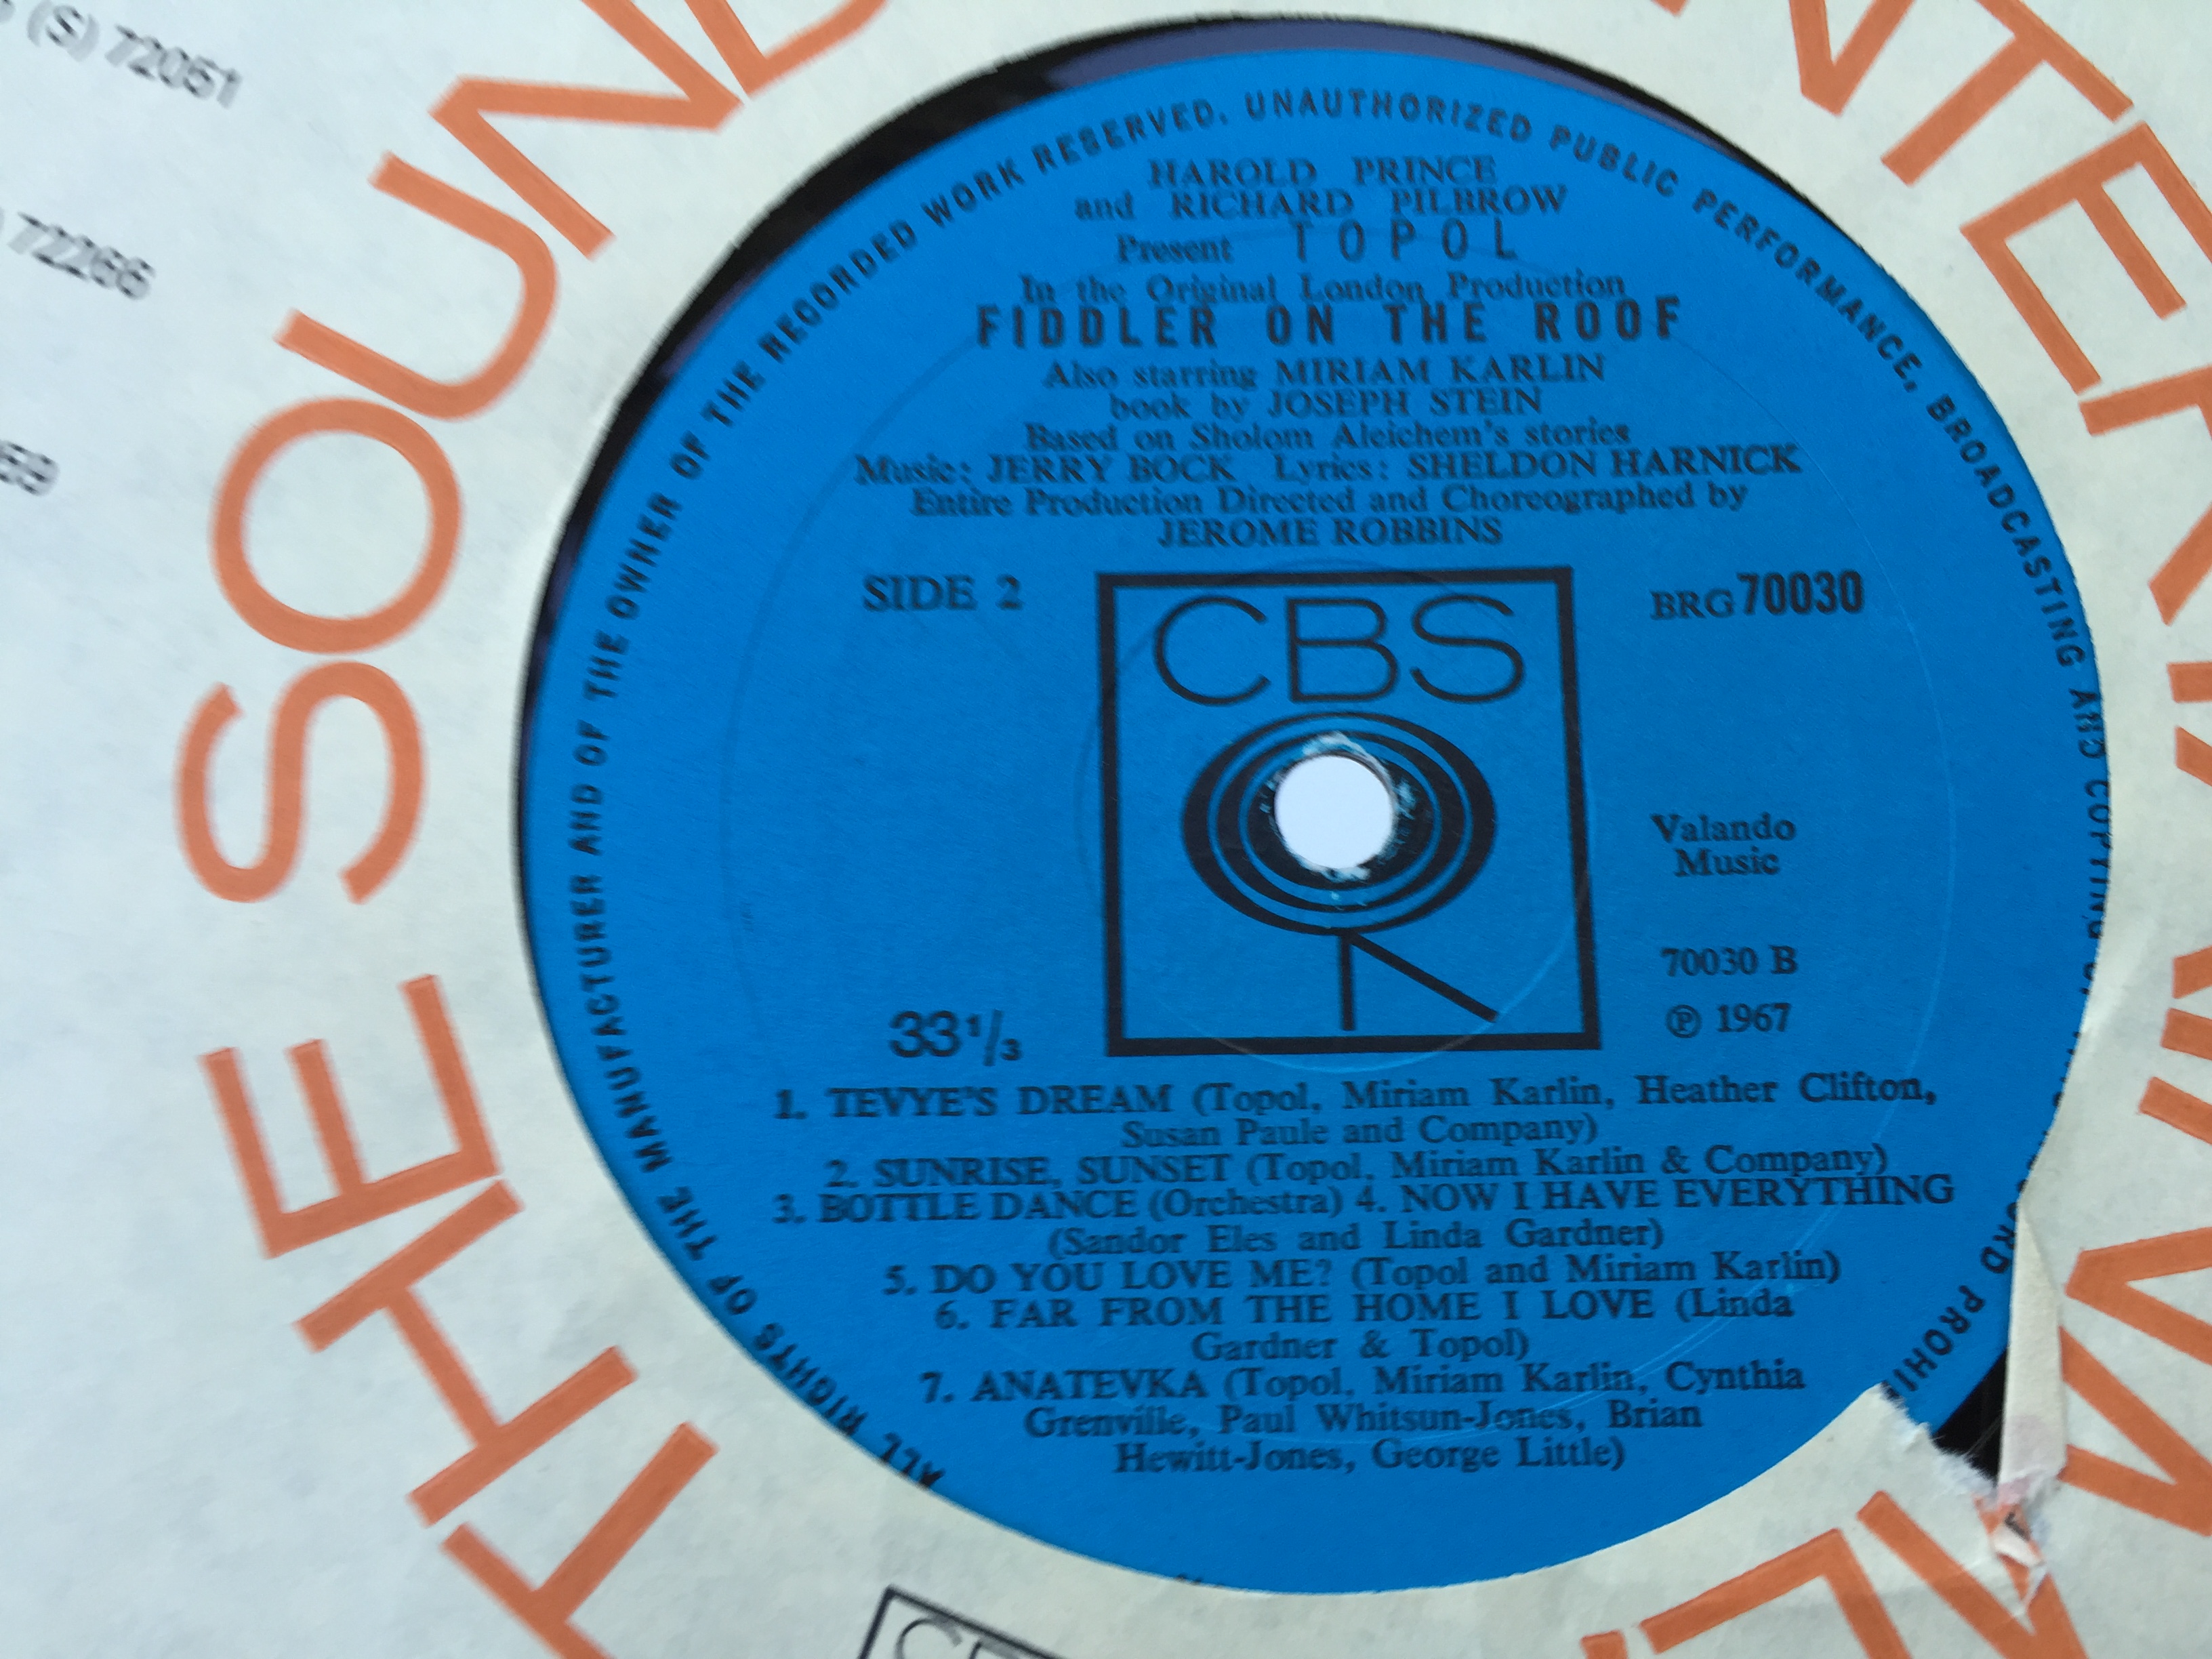 (S) 72051
72266
69
THE SOUND
ENTERTAINM
ALL RIGHTS OF THE MANUFACTURER AND OF THE OWNER OF THE RECORDED WORK RESERVED. UNAUTHORIZED PUBLIC PERFORMANCE, BROADCASTING AND COPYING
HAROLD PRINCE
and RICHARD PILBROW
Present TOPOL
In the Original London Production
FIDDLER ON THE ROOF
Also starring MIRIAM KARLIN
book by JOSEPH STEIN
Based on Sholom Aleichem's stories
Music: JERRY BOCK Lyrics: SHELDON HARNICK
Entire Production Directed and Choreographed by
JEROME ROBBINS
SIDE 2
BRG 70030
CBS
Valando
Music
70030 B
℗ 1967
33 1/3
1. TEVYE'S DREAM (Topol, Miriam Karlin, Heather Clifton,
Susan Paule and Company)
2. SUNRISE, SUNSET (Topol, Miriam Karlin & Company)
3. BOTTLE DANCE (Orchestra) 4. NOW I HAVE EVERYTHING
(Sandor Eles and Linda Gardner)
5. DO YOU LOVE ME? (Topol and Miriam Karlin)
6. FAR FROM THE HOME I LOVE (Linda
Gardner & Topol)
7. ANATEVKA (Topol, Miriam Karlin, Cynthia
Grenville, Paul Whitsun-Jones, Brian
Hewitt-Jones, George Little)